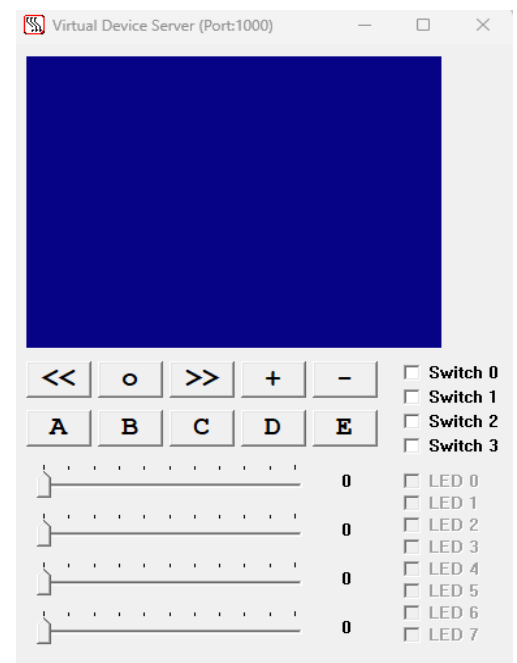 Virtual Device Server (Port:1000)
<< o >> + -
A B C D E
Switch 0
Switch 1
Switch 2
Switch 3
0
0
0
0
LED 0
LED 1
LED 2
LED 3
LED 4
LED 5
LED 6
LED 7